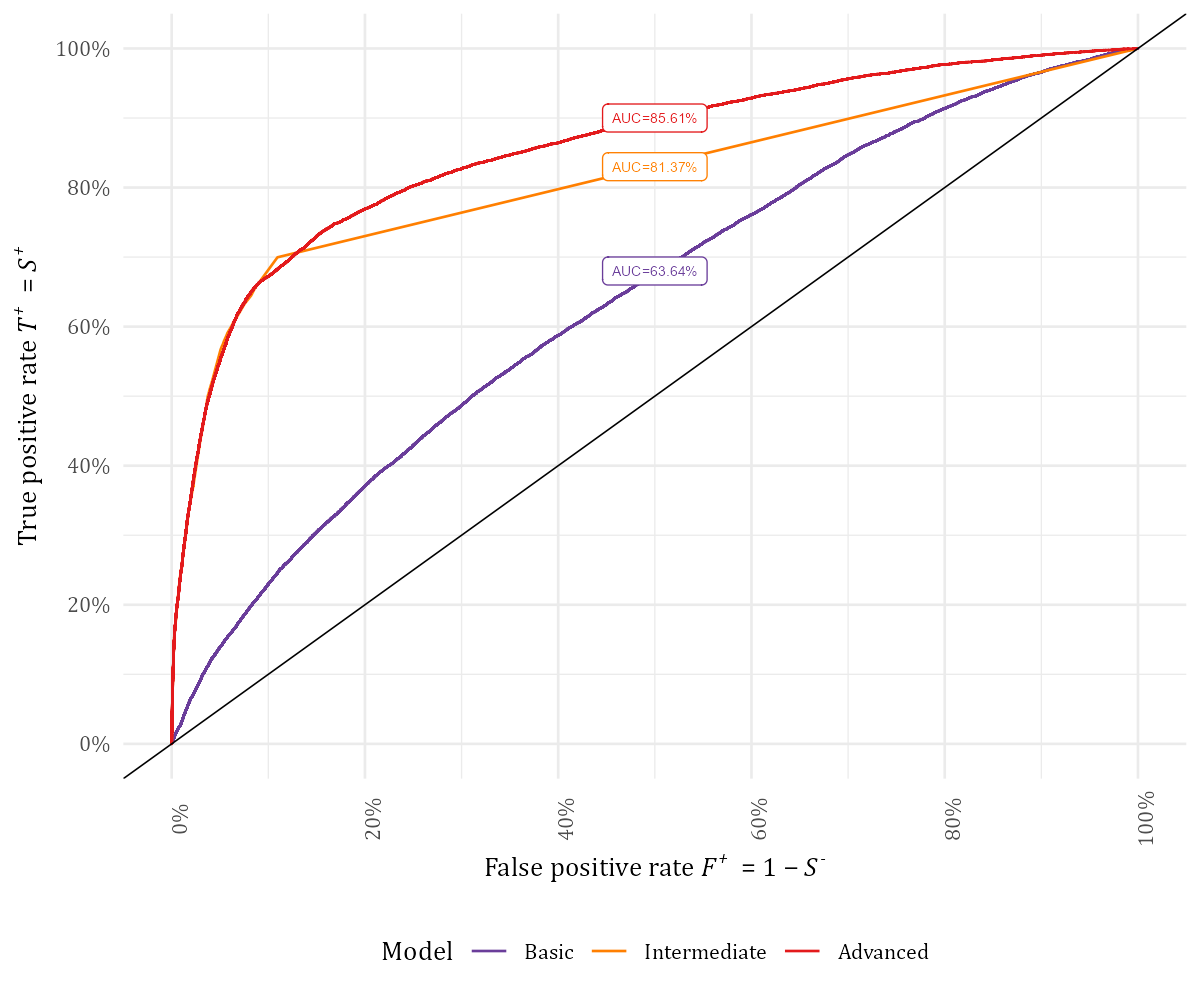 True positive rate T⁺ = S⁺
100%
80%
60%
40%
20%
0%
AUC=85.61%
AUC=81.37%
AUC=63.64%
0%
20%
40%
60%
80%
100%
False positive rate F⁺ = 1 − S⁻
Model Basic Intermediate Advanced